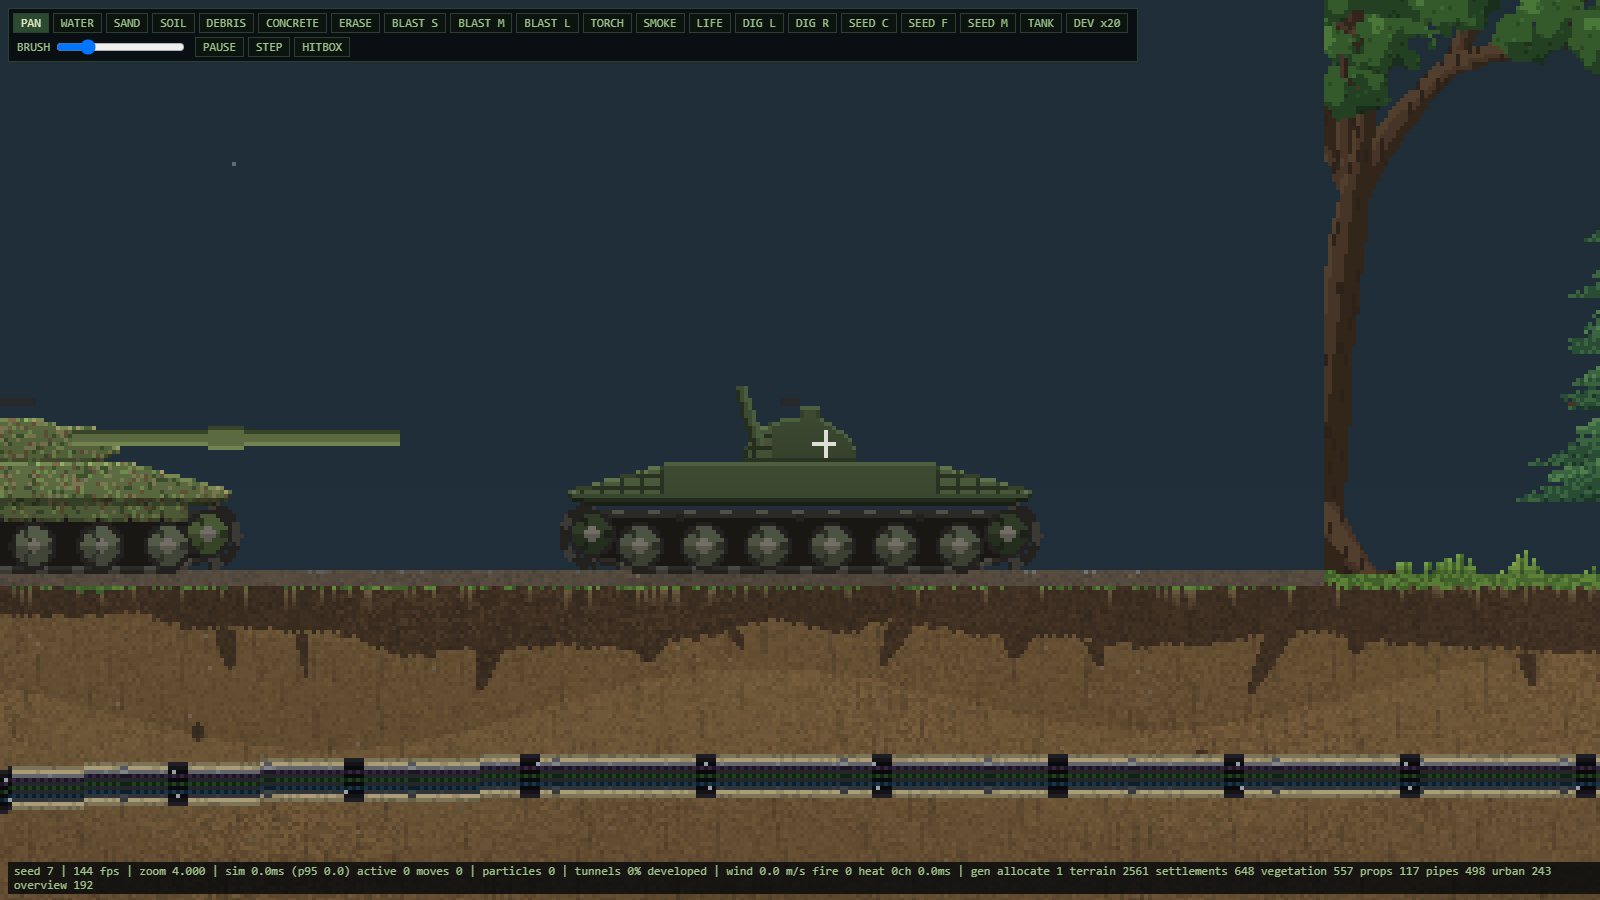 PAN WATER SAND SOIL DEBRIS CONCRETE ERASE BLAST S BLAST M BLAST L TORCH SMOKE LIFE DIG L DIG R SEED C SEED F SEED M TANK DEV x20
BRUSH PAUSE STEP HITBOX
seed 7 | 144 fps | zoom 4.000 | sim 0.0ms (p95 0.0) active 0 moves 0 | particles 0 | tunnels 0% developed | wind 0.0 m/s fire 0 heat 0ch 0.0ms | gen allocate 1 terrain 2561 settlements 648 vegetation 557 props 117 pipes 498 urban 243
overview 192